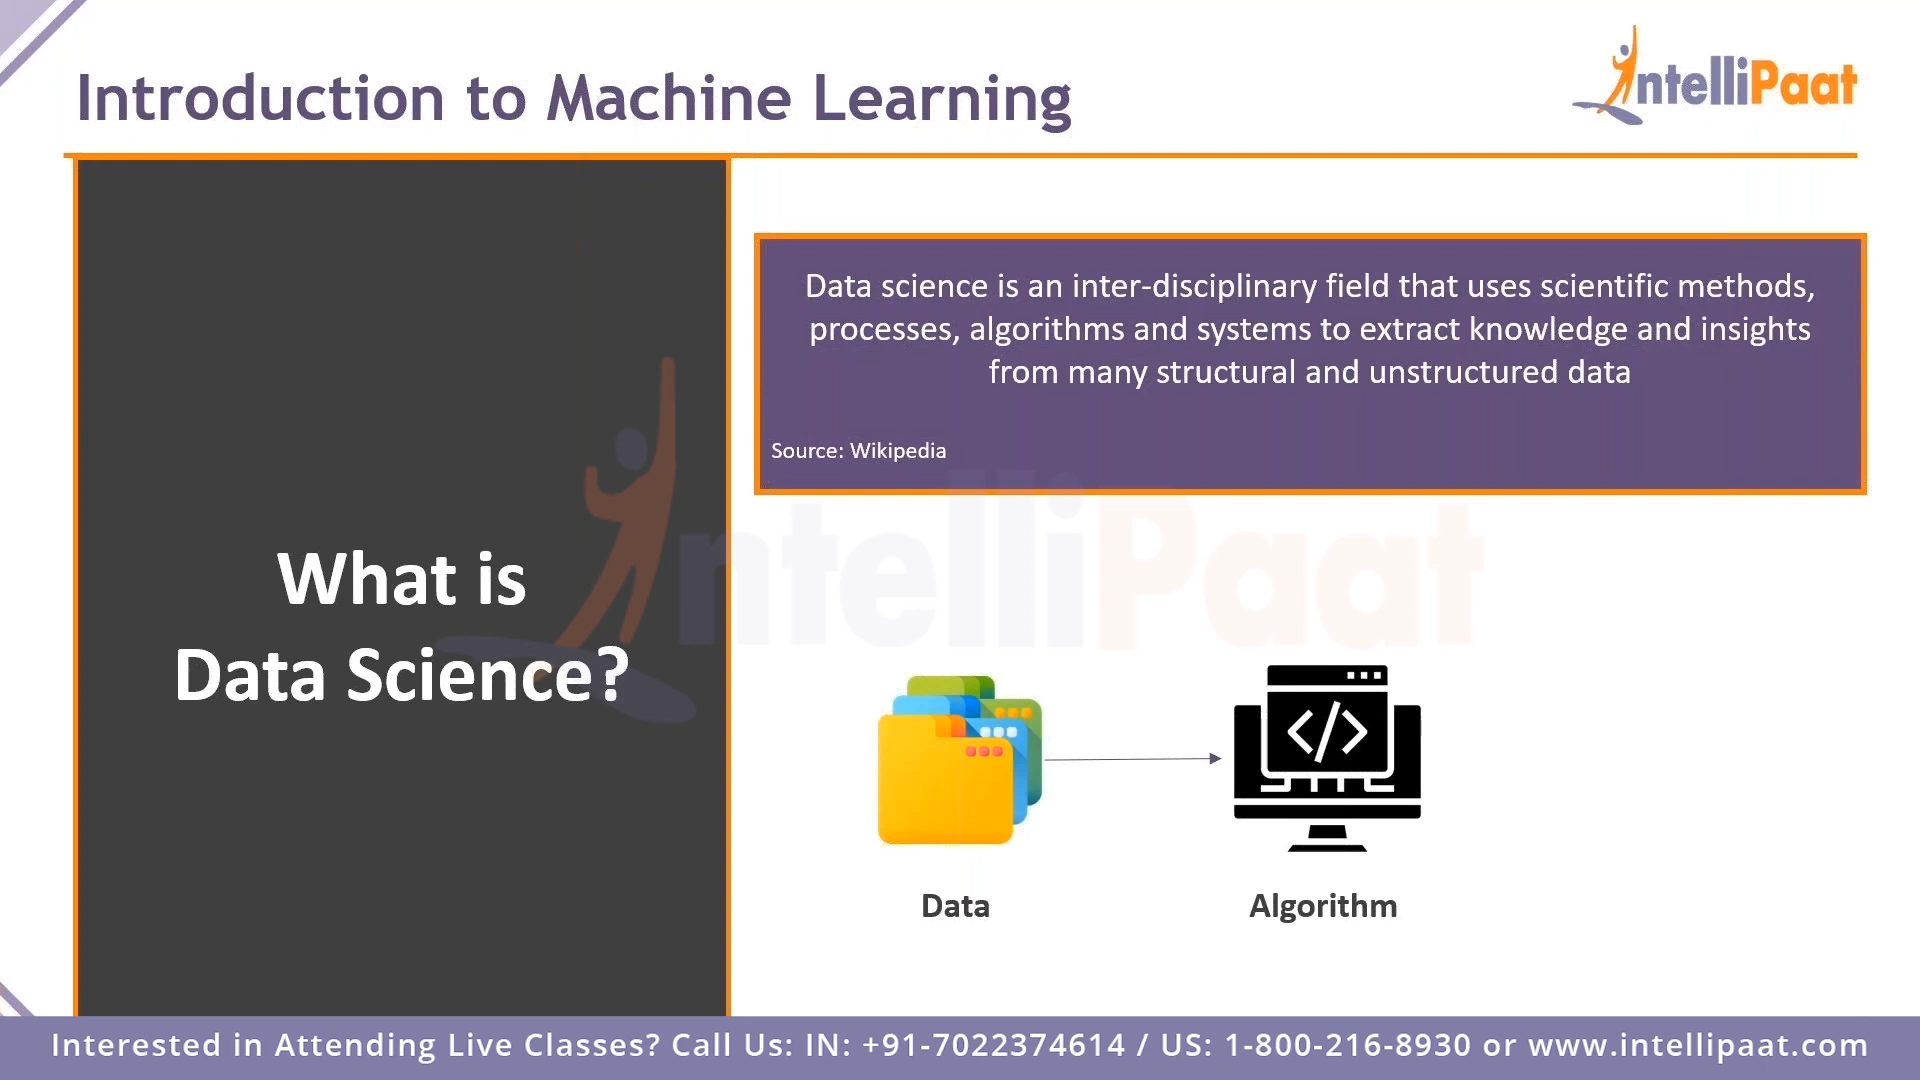 Introduction to Machine Learning
IntelliPaat
Data science is an inter-disciplinary field that uses scientific methods,
processes, algorithms and systems to extract knowledge and insights
from many structural and unstructured data
Source: Wikipedia
What is
Data Science?
IntelliPaat
Data
Algorithm
Interested in Attending Live Classes? Call Us: IN: +91-7022374614 / US: 1-800-216-8930 or www.intellipaat.com